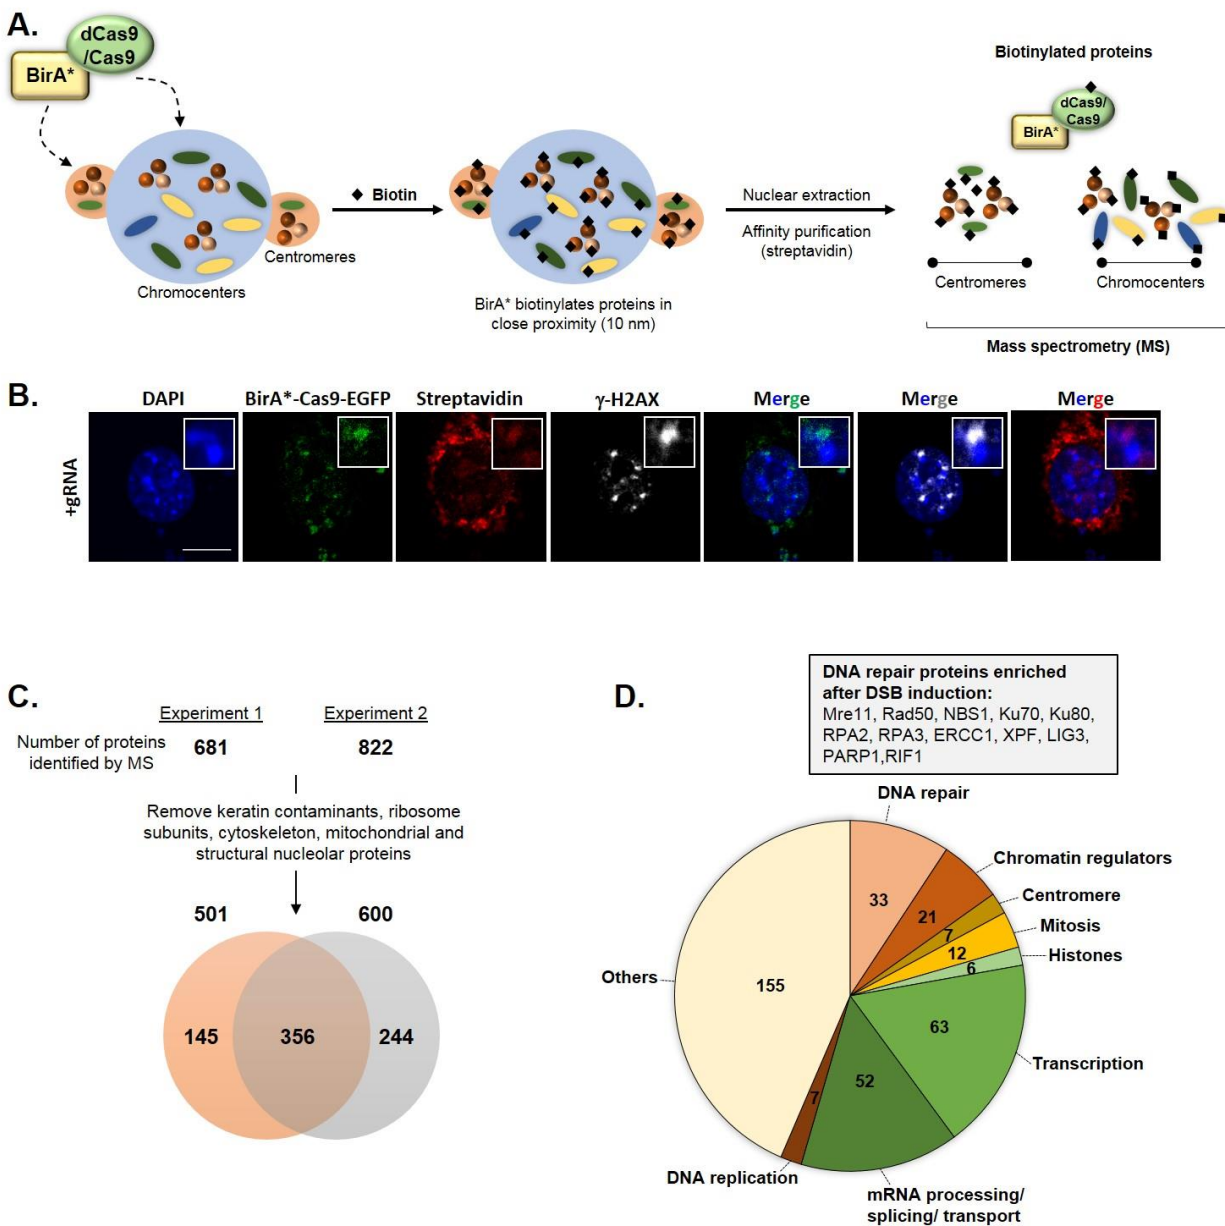 A.
dCas9
/Cas9
BirA*
Centromeres
Chromocenters
Biotin
BirA* biotinylates proteins in
close proximity (10 nm)
Nuclear extraction
Affinity purification
(streptavidin)
Biotinylated proteins
dCas9/
Cas9
BirA*
Centromeres
Chromocenters
Mass spectrometry (MS)
B.
DAPI
BirA*-Cas9-EGFP
Streptavidin
γ-H2AX
Merge
Merge
Merge
+gRNA
C.
Experiment 1
Experiment 2
Number of proteins
identified by MS
681
822
Remove keratin contaminants, ribosome
subunits, cytoskeleton, mitochondrial and
structural nucleolar proteins
501
600
145
356
244
D.
DNA repair proteins enriched
after DSB induction:
Mre11, Rad50, NBS1, Ku70, Ku80,
RPA2, RPA3, ERCC1, XPF, LIG3,
PARP1,RIF1
DNA repair
Chromatin regulators
Centromere
Mitosis
Histones
Transcription
mRNA processing/
splicing/ transport
DNA replication
Others
33
21
7
12
6
63
52
7
155